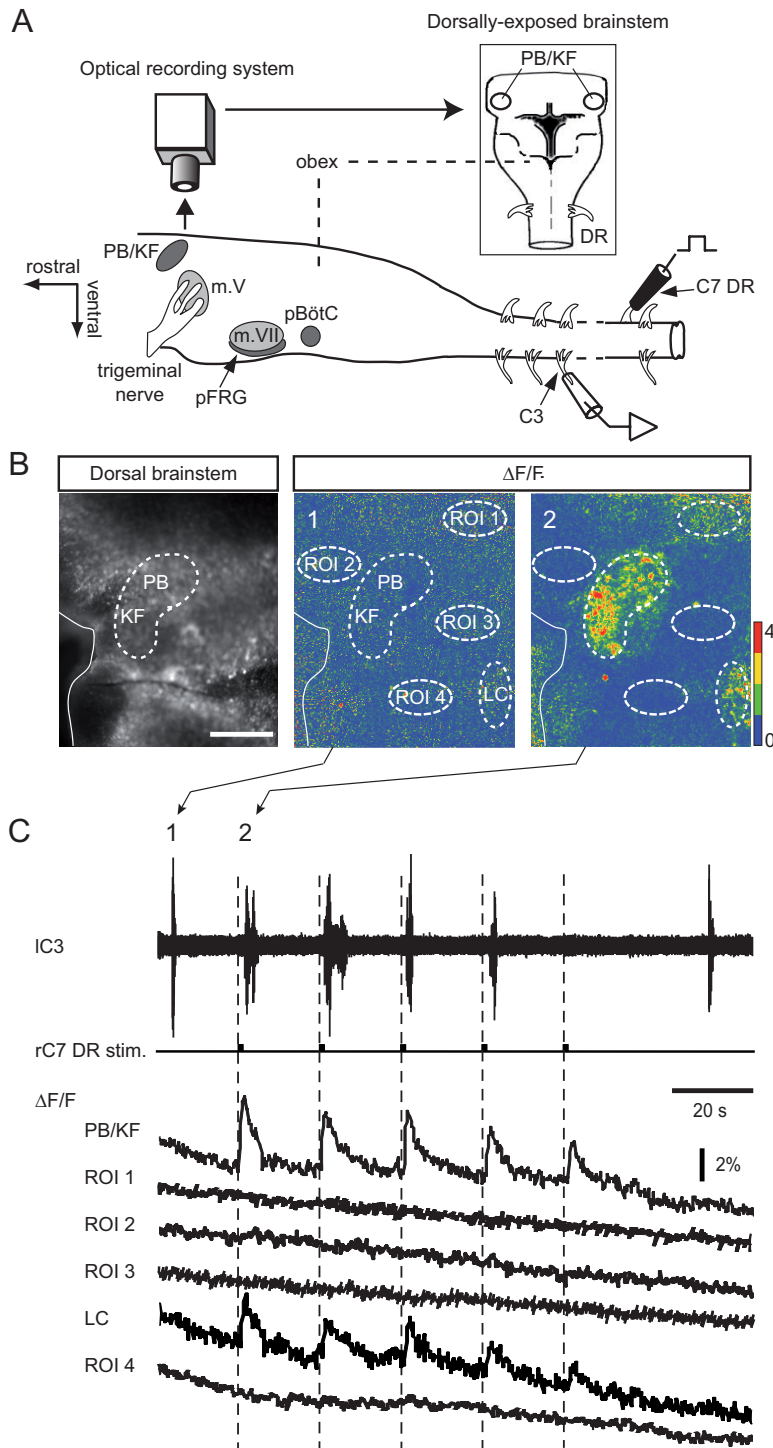 A
Dorsally-exposed brainstem
PB/KF
Optical recording system
obex
DR
PB/KF
rostral
ventral
m.V
C7 DR
pBötC
m.VII
trigeminal
nerve
pFRG
C3
B
Dorsal brainstem
ΔF/F
1
2
ROI 1
ROI 2
PB
PB
KF
KF
ROI 3
ROI 4
LC
4
0
C
1
2
lC3
rC7 DR stim.
ΔF/F
20 s
PB/KF
2%
ROI 1
ROI 2
ROI 3
LC
ROI 4